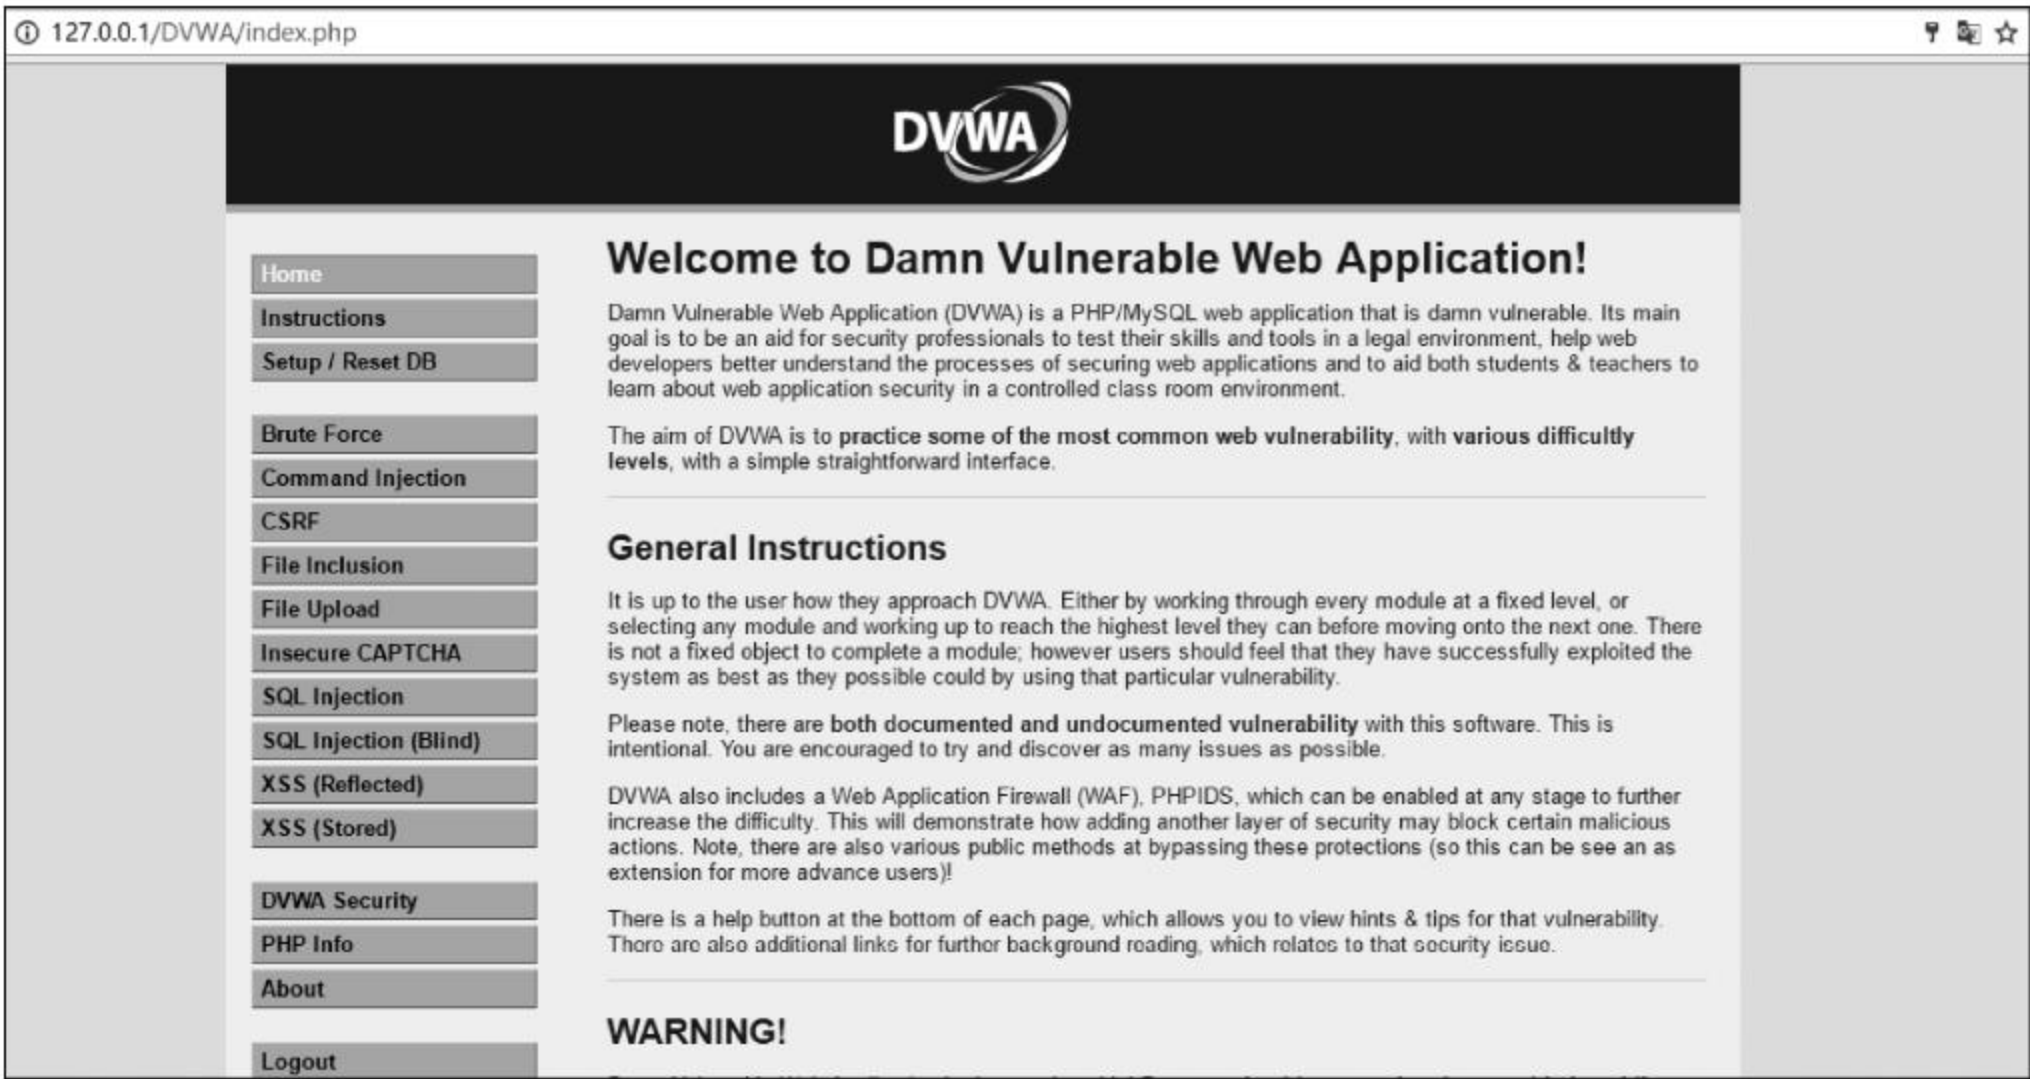 127.0.0.1/DVWA/index.php
DVWA
Home
Instructions
Setup / Reset DB
Brute Force
Command Injection
CSRF
File Inclusion
File Upload
Insecure CAPTCHA
SQL Injection
SQL Injection (Blind)
XSS (Reflected)
XSS (Stored)
DVWA Security
PHP Info
About
Logout
Welcome to Damn Vulnerable Web Application!
Damn Vulnerable Web Application (DVWA) is a PHP/MySQL web application that is damn vulnerable. Its main
goal is to be an aid for security professionals to test their skills and tools in a legal environment, help web
developers better understand the processes of securing web applications and to aid both students & teachers to
learn about web application security in a controlled class room environment.
The aim of DVWA is to practice some of the most common web vulnerability, with various difficultly
levels, with a simple straightforward interface.
General Instructions
It is up to the user how they approach DVWA. Either by working through every module at a fixed level, or
selecting any module and working up to reach the highest level they can before moving onto the next one. There
is not a fixed object to complete a module; however users should feel that they have successfully exploited the
system as best as they possible could by using that particular vulnerability.
Please note, there are both documented and undocumented vulnerability with this software. This is
intentional. You are encouraged to try and discover as many issues as possible.
DVWA also includes a Web Application Firewall (WAF), PHPIDS, which can be enabled at any stage to further
increase the difficulty. This will demonstrate how adding another layer of security may block certain malicious
actions. Note, there are also various public methods at bypassing these protections (so this can be see an as
extension for more advance users)!
There is a help button at the bottom of each page, which allows you to view hints & tips for that vulnerability.
There are also additional links for further background reading, which relates to that security issue.
WARNING!